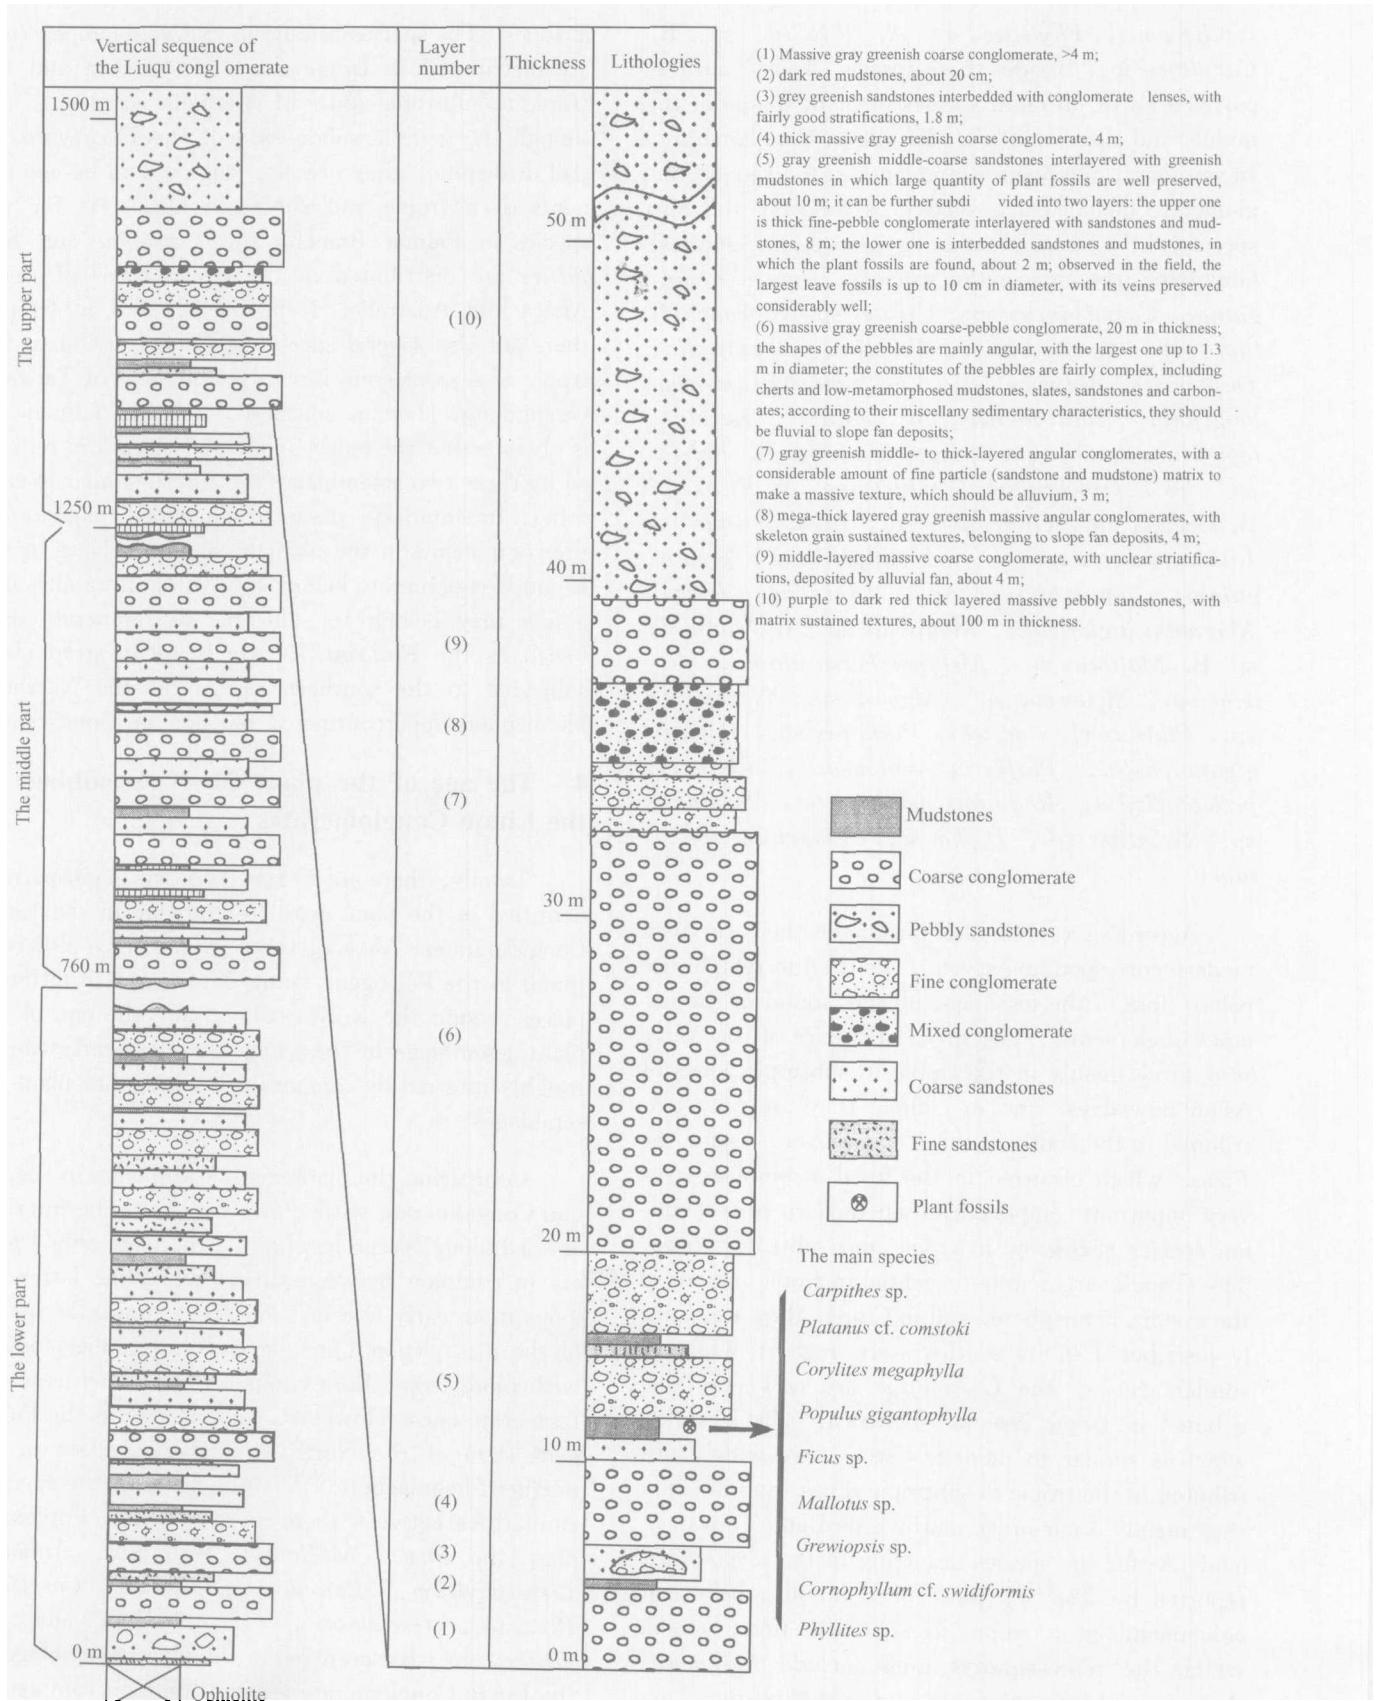 Vertical sequence of
the Liuqu congl omerate
Layer
number
Thickness
Lithologies
1500 m
1250 m
760 m
0 m
The upper part
The middle part
The lower part
Ophiolite
(10)
(9)
(8)
(7)
(6)
(5)
(4)
(3)
(2)
(1)
50 m
40 m
30 m
20 m
10 m
0 m
(1) Massive gray greenish coarse conglomerate, >4 m;
(2) dark red mudstones, about 20 cm;
(3) grey greenish sandstones interbedded with conglomerate lenses, with
fairly good stratifications, 1.8 m;
(4) thick massive gray greenish coarse conglomerate, 4 m;
(5) gray greenish middle-coarse sandstones interlayered with greenish
mudstones in which large quantity of plant fossils are well preserved,
about 10 m; it can be further subdi vided into two layers: the upper one
is thick fine-pebble conglomerate interlayered with sandstones and mud-
stones, 8 m; the lower one is interbedded sandstones and mudstones, in
which the plant fossils are found, about 2 m; observed in the field, the
largest leave fossils is up to 10 cm in diameter, with its veins preserved
considerably well;
(6) massive gray greenish coarse-pebble conglomerate, 20 m in thickness;
the shapes of the pebbles are mainly angular, with the largest one up to 1.3
m in diameter; the constitutes of the pebbles are fairly complex, including
cherts and low-metamorphosed mudstones, slates, sandstones and carbon-
ates; according to their miscellany sedimentary characteristics, they should
be fluvial to slope fan deposits;
(7) gray greenish middle- to thick-layered angular conglomerates, with a
considerable amount of fine particle (sandstone and mudstone) matrix to
make a massive texture, which should be alluvium, 3 m;
(8) mega-thick layered gray greenish massive angular conglomerates, with
skeleton grain sustained textures, belonging to slope fan deposits, 4 m;
(9) middle-layered massive coarse conglomerate, with unclear striatifica-
tions, deposited by alluvial fan, about 4 m;
(10) purple to dark red thick layered massive pebbly sandstones, with
matrix sustained textures, about 100 m in thickness.
Mudstones
Coarse conglomerate
Pebbly sandstones
Fine conglomerate
Mixed conglomerate
Coarse sandstones
Fine sandstones
Plant fossils
The main species
Carpithes sp.
Platanus cf. comstoki
Corylites megaphylla
Populus gigantophylla
Ficus sp.
Mallotus sp.
Grewiopsis sp.
Cornophyllum cf. swidiformis
Phyllites sp.